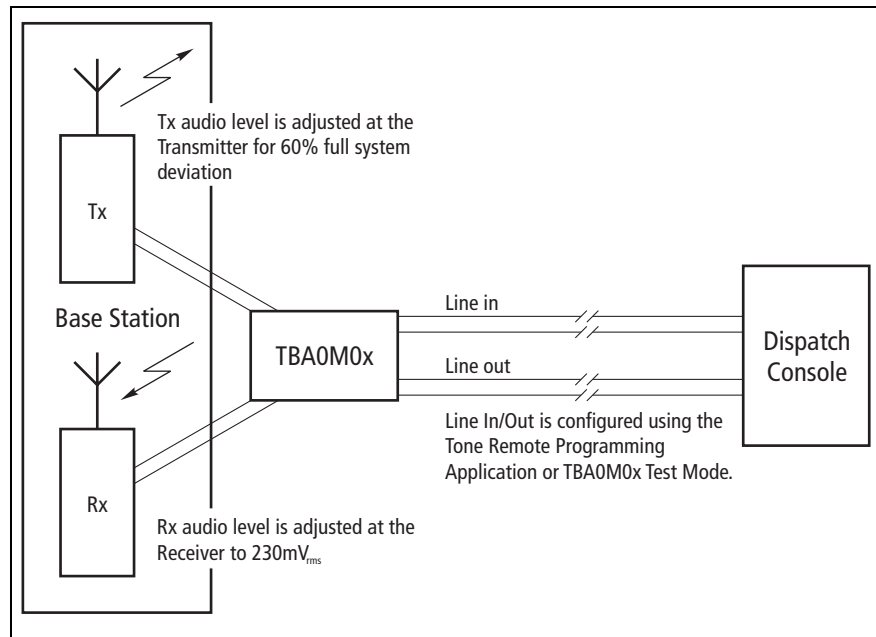 Tx audio level is adjusted at the
Transmitter for 60% full system
deviation
Tx
Base Station
TBA0M0x
Line in
Line out
Dispatch
Console
Line In/Out is configured using the
Tone Remote Programming
Application or TBA0M0x Test Mode.
Rx
Rx audio level is adjusted at the
Receiver to 230mVrms